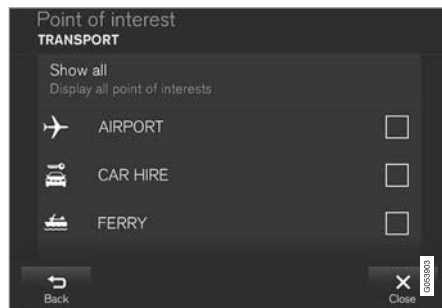 Point of interest
TRANSPORT
Show all
Display all point of interests
AIRPORT
CAR HIRE
FERRY
Back
Close
G053903